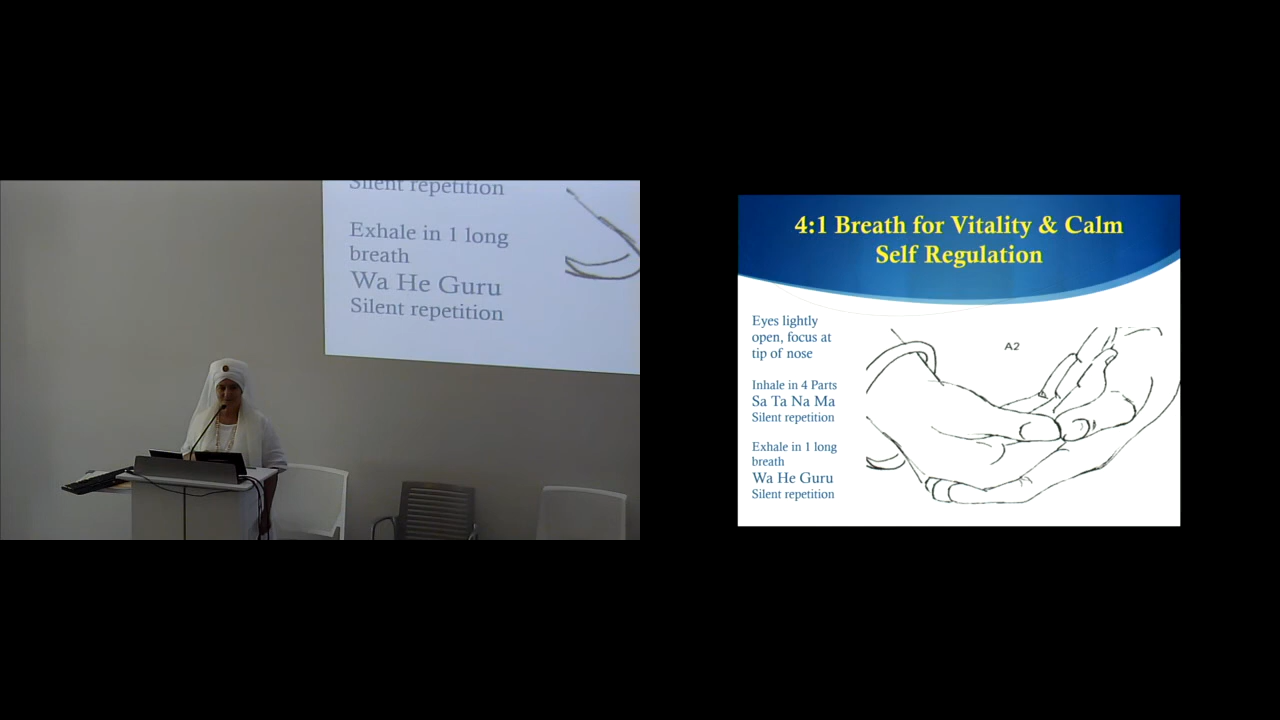 Silent repetition
Exhale in 1 long
breath
Wa He Guru
Silent repetition
4:1 Breath for Vitality & Calm
Self Regulation
Eyes lightly
open, focus at
tip of nose
A2
Inhale in 4 Parts
Sa Ta Na Ma
Silent repetition
Exhale in 1 long
breath
Wa He Guru
Silent repetition